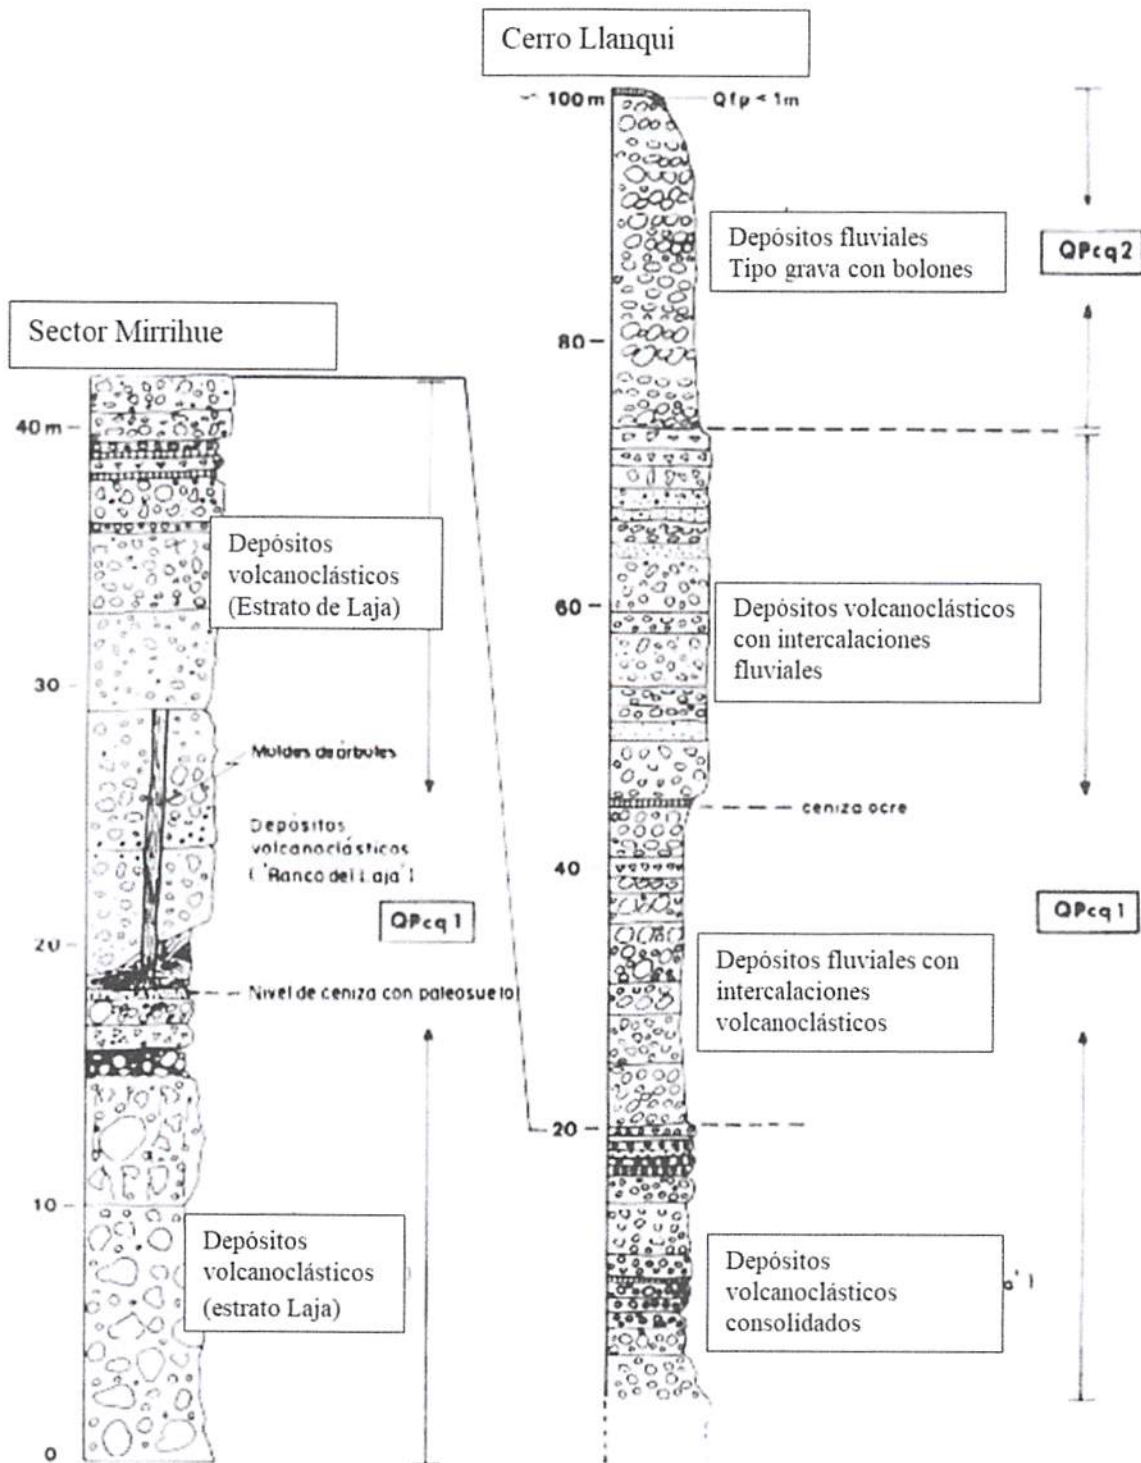 Cerro Llanqui
~ 100 m
Qfp < 1m
Depósitos fluviales
Tipo grava con bolones
QPcq2
80
60
Depósitos volcanoclásticos
con intercalaciones
fluviales
ceniza ocre
40
QPcq1
Depósitos fluviales con
intercalaciones
volcanoclásticos
20
Depósitos
volcanoclásticos
consolidados
a')
Sector Mirrihue
40 m
Depósitos
volcanoclásticos
(Estrato de Laja)
30
Moldes de árboles
Depósitos
volcanoclásticos
QPcq1
20
Nivel de ceniza con paleosuelo
10
Depósitos
volcanoclásticos
(estrato Laja)
0